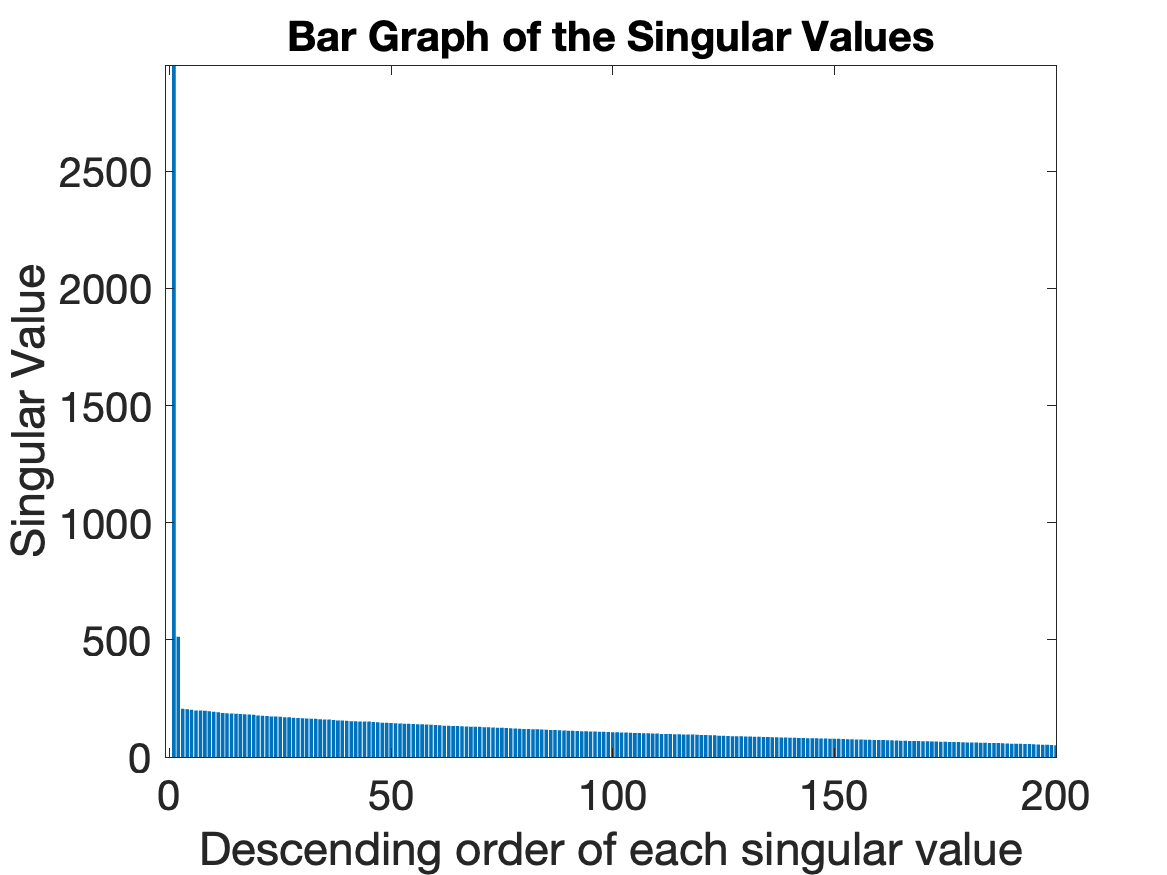 Bar Graph of the Singular Values
Singular Value
2500
2000
1500
1000
500
0
0 50 100 150 200
Descending order of each singular value